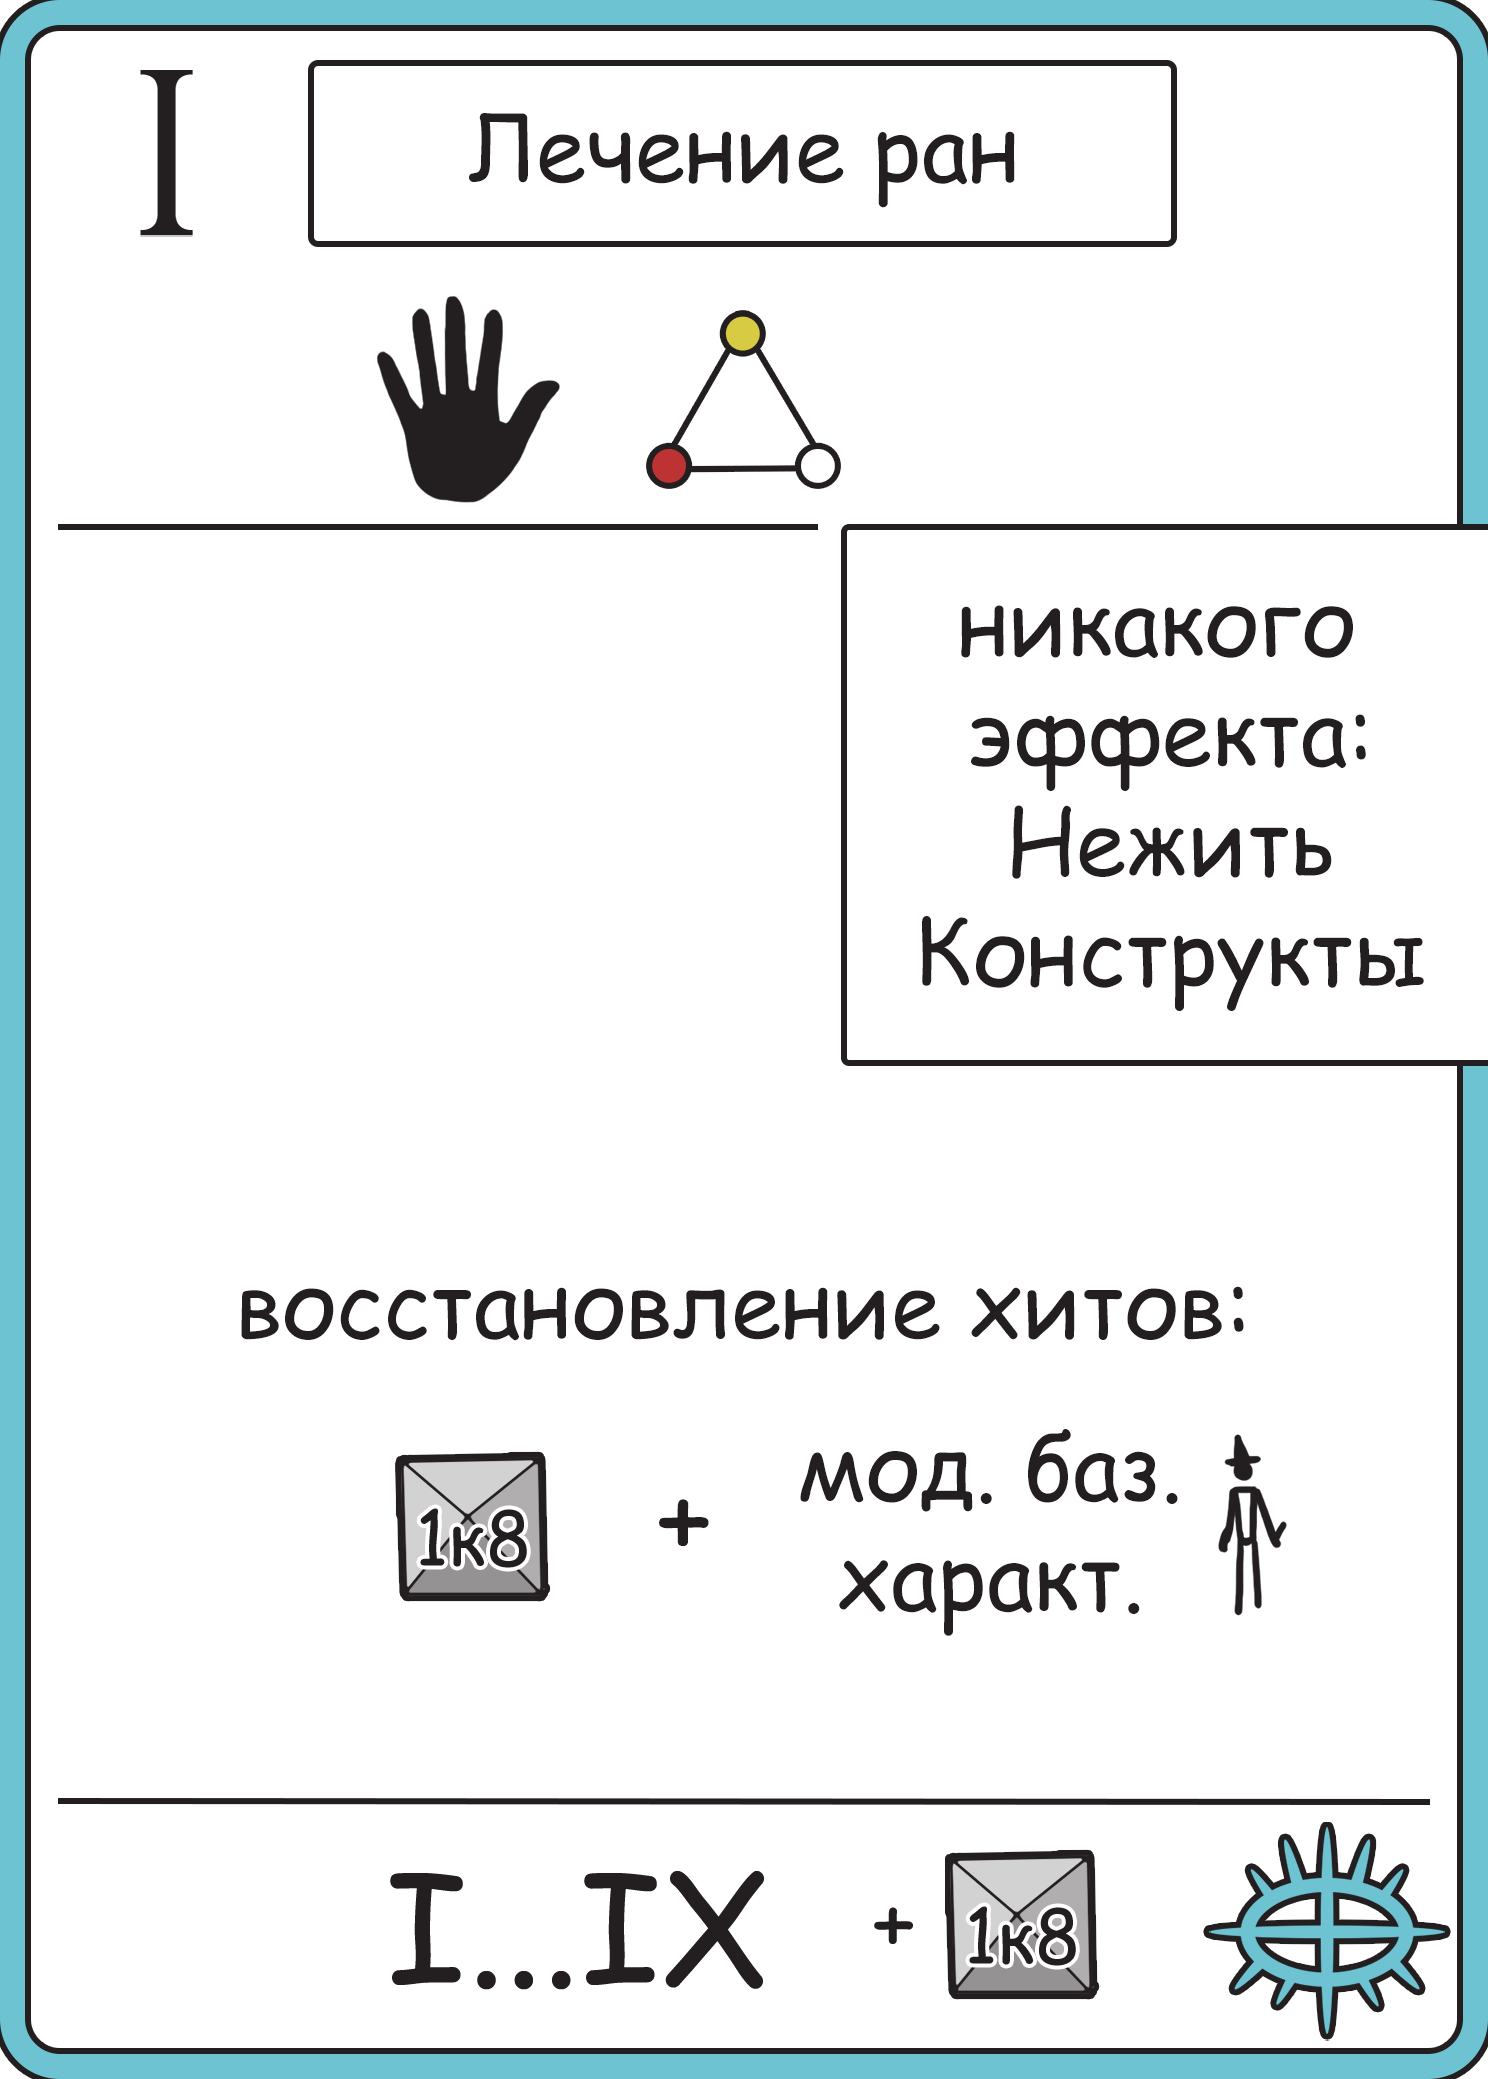 I
Лечение ран
никакого
эффекта:
Нежить
Конструкты
восстановление хитов:
1к8
+
мод. баз.
характ.
I...IX
+
1к8